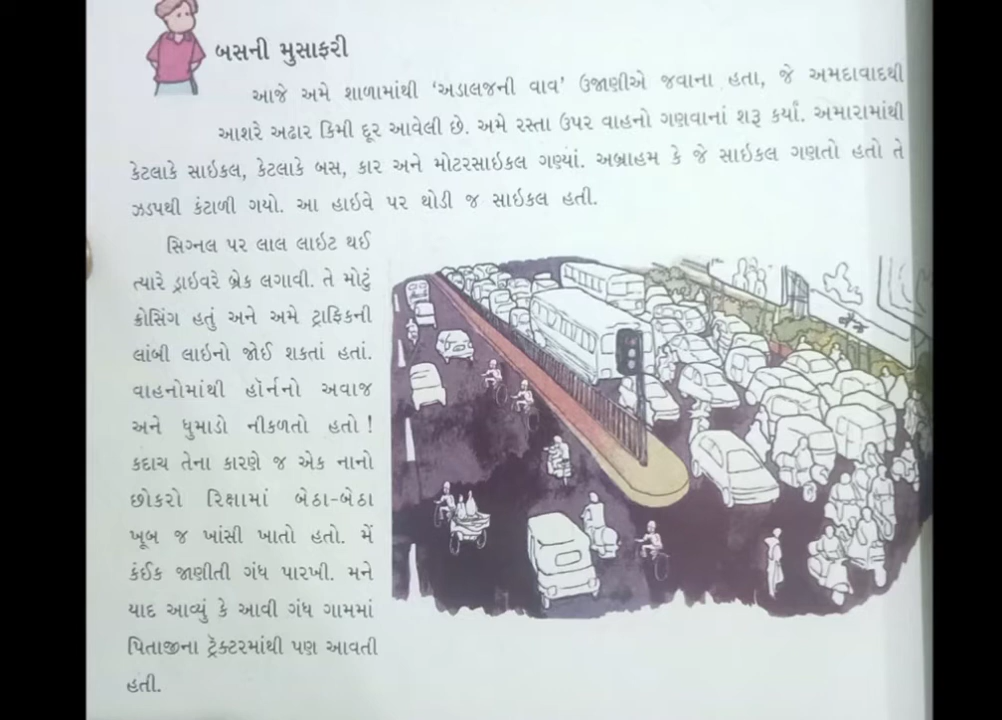 બસની મુસાફરી
આજે અમે શાળામાંથી ‘અડાલજની વાવ’ ઉજાણીએ જવાના હતા, જે અમદાવાદથી
આશરે અઢાર કિમી દૂર આવેલી છે. અમે રસ્તા ઉપર વાહનો ગણવાનાં શરૂ કર્યાં. અમારામાંથી
કેટલાકે સાઇકલ, કેટલાકે બસ, કાર અને મોટરસાઇકલ ગણ્યાં. અબ્રાહમ કે જે સાઇકલ ગણતો હતો તે
ઝડપથી કંટાળી ગયો. આ હાઇવે પર થોડી જ સાઇકલ હતી.
સિગ્નલ પર લાલ લાઇટ થઈ
ત્યારે ડ્રાઇવરે બ્રેક લગાવી. તે મોટું
ક્રોસિંગ હતું અને અમે ટ્રાફિકની
લાંબી લાઇનો જોઈ શકતાં હતાં.
વાહનોમાંથી હૉર્નનો અવાજ
અને ધુમાડો નીકળતો હતો !
કદાચ તેના કારણે જ એક નાનો
છોકરો રિક્ષામાં બેઠા-બેઠા
ખૂબ જ ખાંસી ખાતો હતો. મેં
કંઈક જાણીતી ગંધ પારખી. મને
યાદ આવ્યું કે આવી ગંધ ગામમાં
પિતાજીના ટ્રૅક્ટરમાંથી પણ આવતી
હતી.